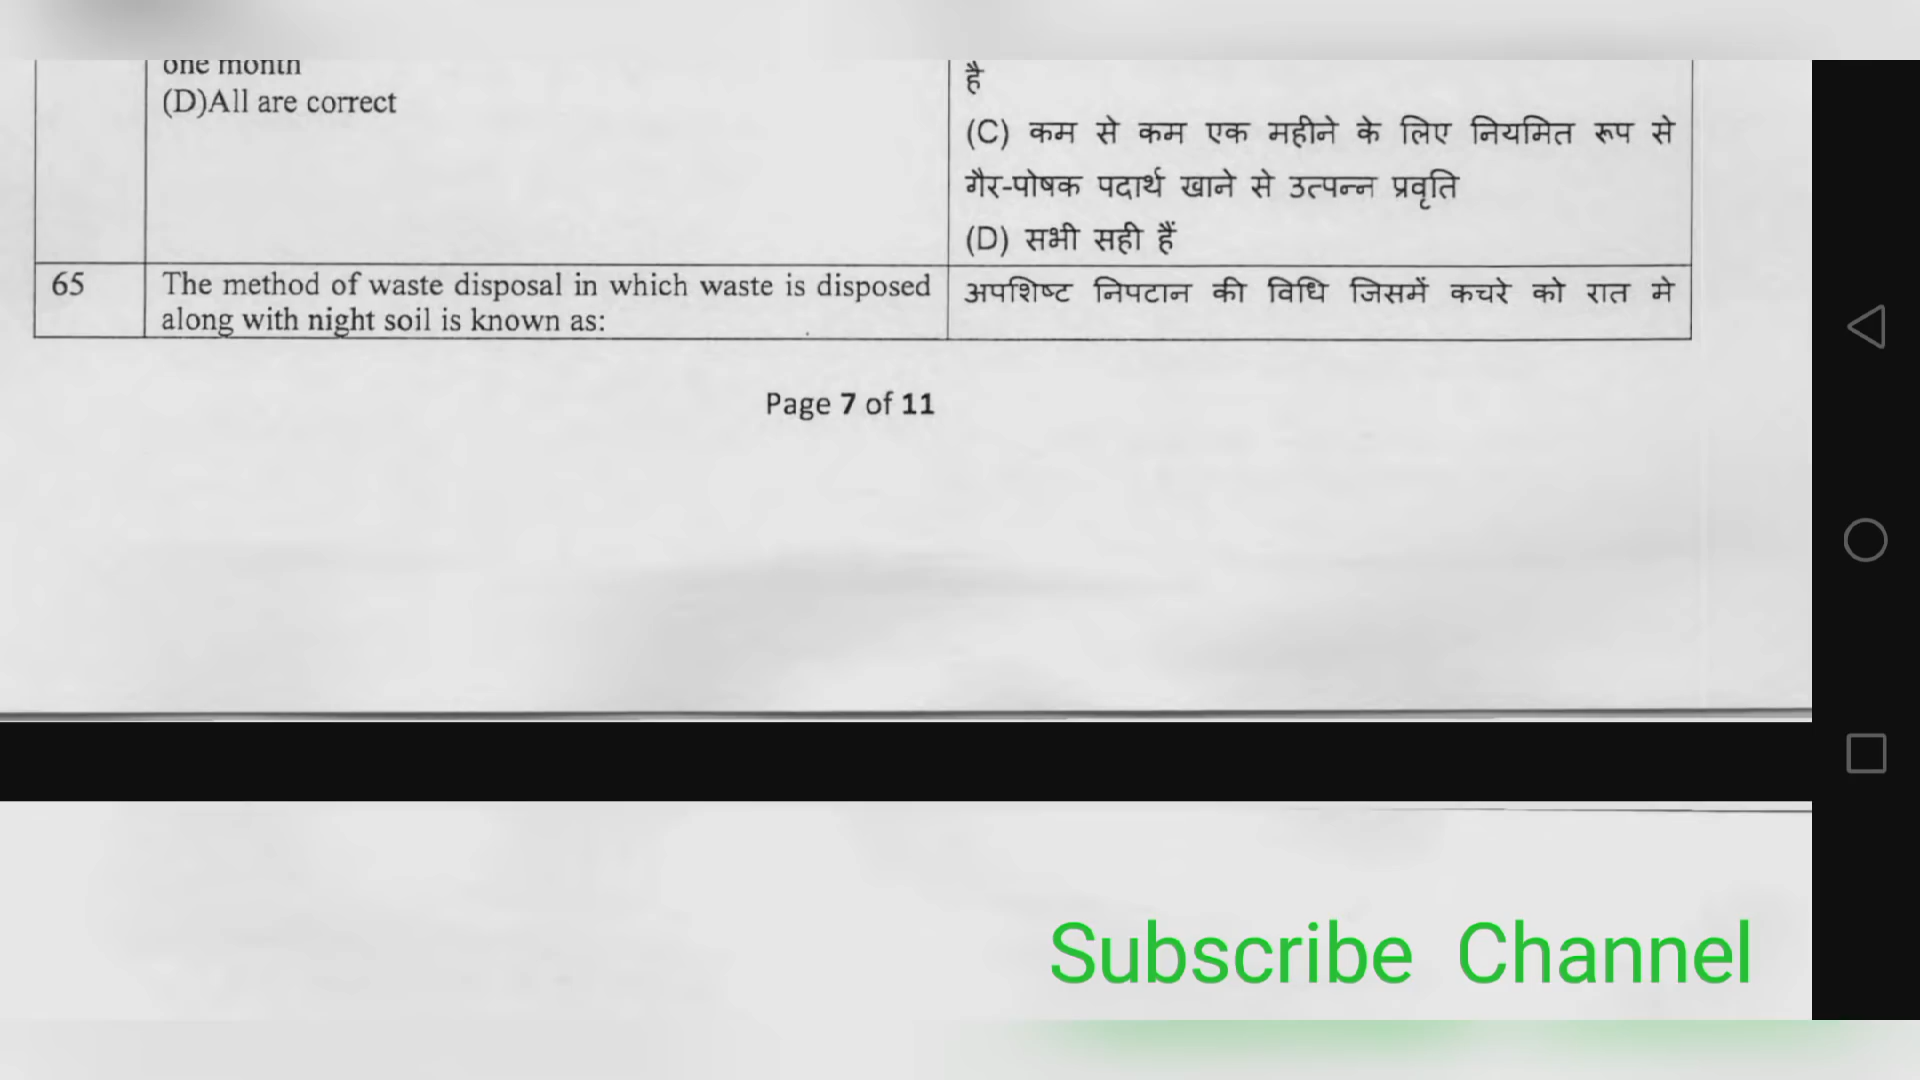 one month
(D)All are correct
है
(C) कम से कम एक महीने के लिए नियमित रूप से
गैर-पोषक पदार्थ खाने से उत्पन्न प्रवृति
(D) सभी सही हैं
65
The method of waste disposal in which waste is disposed
along with night soil is known as:
अपशिष्ट निपटान की विधि जिसमें कचरे को रात मे
Page 7 of 11
Subscribe Channel